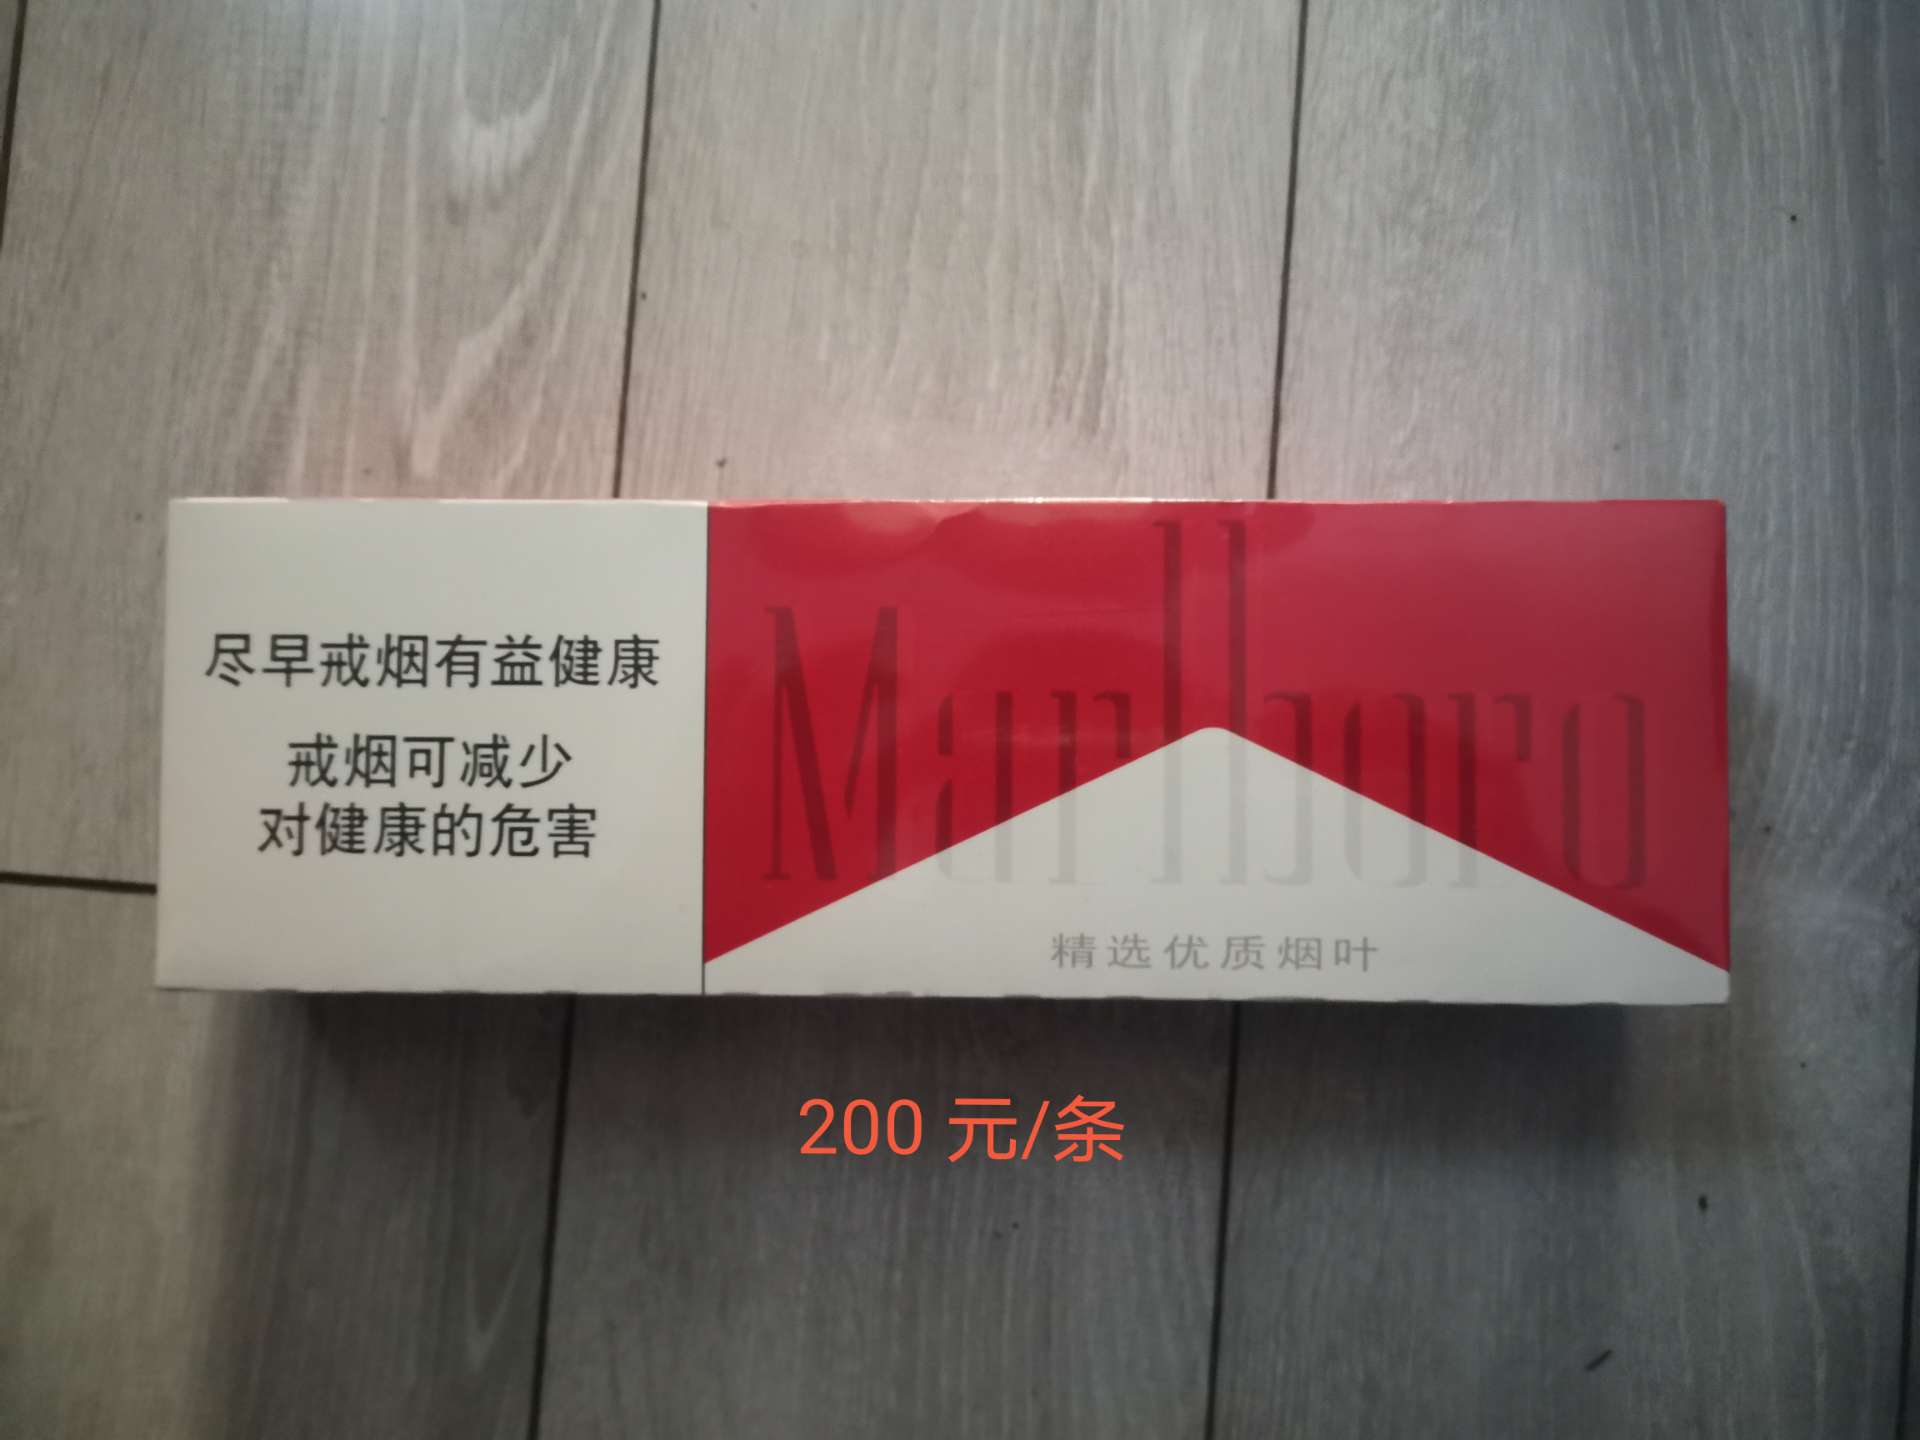 尽早戒烟有益健康
戒烟可减少
对健康的危害
Marlboro
精选优质烟叶
200 元/条